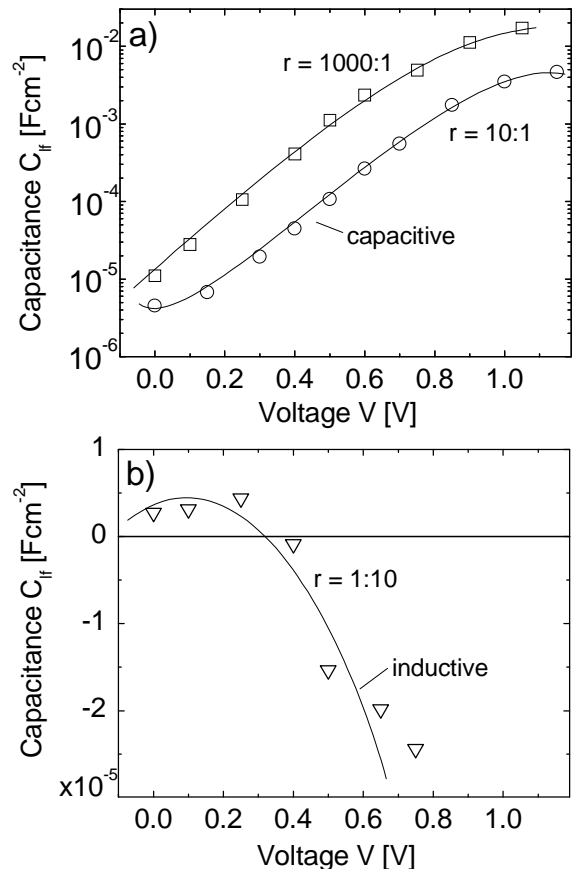 a)
r = 1000:1
r = 10:1
capacitive
Capacitance C_lf [Fcm⁻²]
10⁻²
10⁻³
10⁻⁴
10⁻⁵
10⁻⁶
0.0 0.2 0.4 0.6 0.8 1.0
Voltage V [V]
b)
r = 1:10
inductive
Capacitance C_lf [Fcm⁻²]
1
0
-1
-2
x10⁻⁵
0.0 0.2 0.4 0.6 0.8 1.0
Voltage V [V]